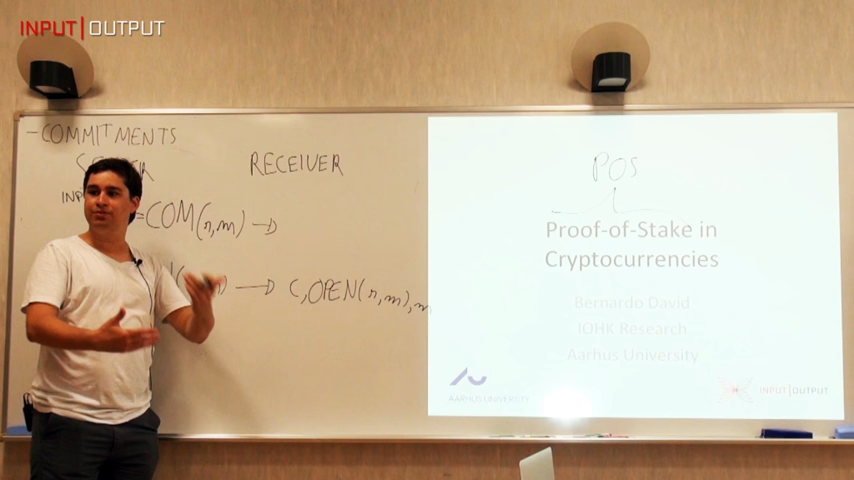 INPUT|OUTPUT
- COMMITMENTS
RECEIVER
=COM(r,m) →
→ C, OPEN(r,m), m
POS
Proof-of-Stake in
Cryptocurrencies
Bernardo David
IOHK Research
Aarhus University
AARHUS UNIVERSITY
INPUT|OUTPUT